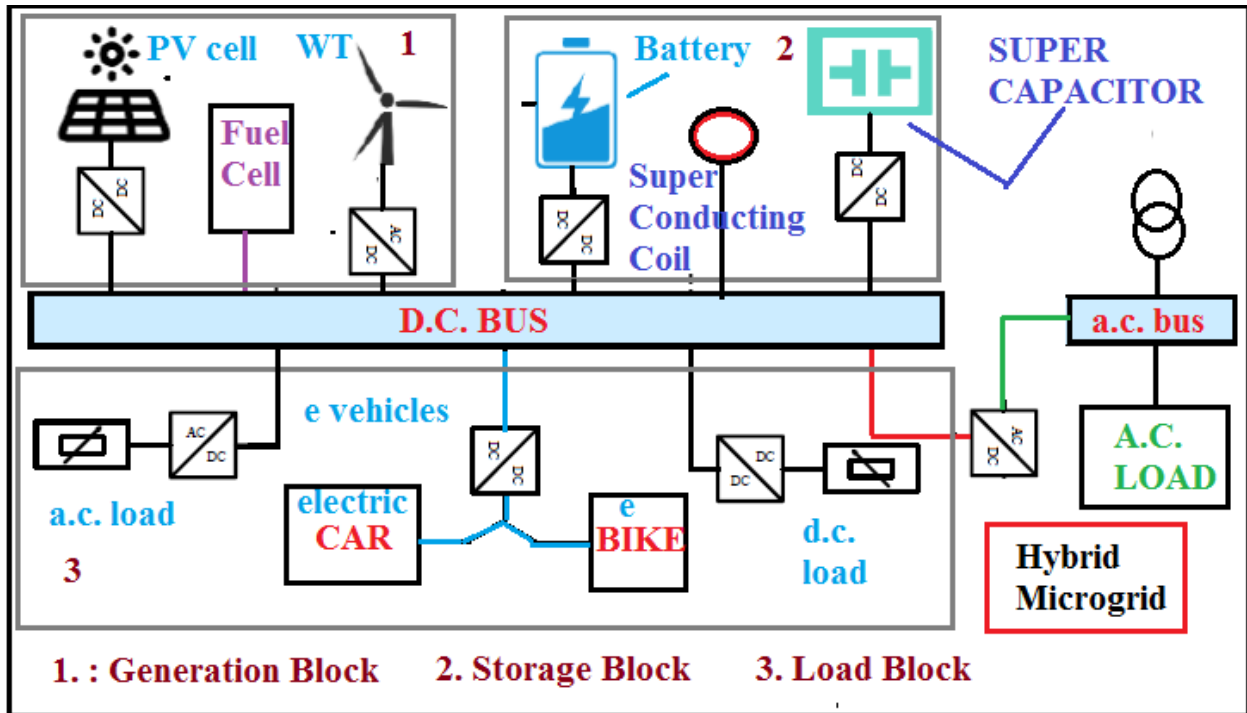 PV cell
WT
1
Battery
2
SUPER
CAPACITOR
Fuel
Cell
DC
DC
AC
DC
Super
Conducting
Coil
DC
DC
DC
DC
D.C. BUS
a.c. bus
e vehicles
AC
DC
a.c. load
DC
DC
electric
CAR
e
BIKE
DC
DC
d.c.
load
AC
DC
A.C.
LOAD
3
Hybrid
Microgrid
1. : Generation Block
2. Storage Block
3. Load Block